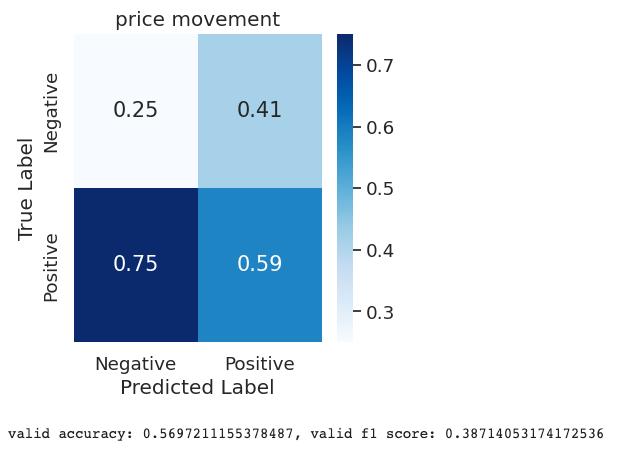 price movement
True Label
Negative
0.25 0.41
Positive
0.75 0.59
Negative Positive
Predicted Label
0.7
0.6
0.5
0.4
0.3
valid accuracy: 0.5697211155378487, valid f1 score: 0.38714053174172536